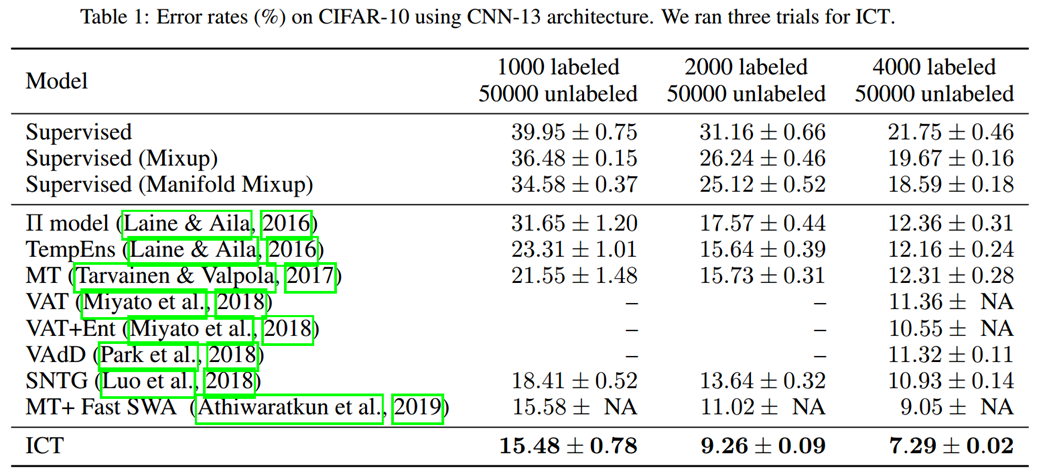 Table 1: Error rates (%) on CIFAR-10 using CNN-13 architecture. We ran three trials for ICT.
Model 1000 labeled 50000 unlabeled 2000 labeled 50000 unlabeled 4000 labeled 50000 unlabeled
Supervised 39.95 ± 0.75 31.16 ± 0.66 21.75 ± 0.46
Supervised (Mixup) 36.48 ± 0.15 26.24 ± 0.46 19.67 ± 0.16
Supervised (Manifold Mixup) 34.58 ± 0.37 25.12 ± 0.52 18.59 ± 0.18
Π model (Laine & Aila, 2016) 31.65 ± 1.20 17.57 ± 0.44 12.36 ± 0.31
TempEns (Laine & Aila, 2016) 23.31 ± 1.01 15.64 ± 0.39 12.16 ± 0.24
MT (Tarvainen & Valpola, 2017) 21.55 ± 1.48 15.73 ± 0.31 12.31 ± 0.28
VAT (Miyato et al., 2018) – – 11.36 ± NA
VAT+Ent (Miyato et al., 2018) – – 10.55 ± NA
VAdD (Park et al., 2018) – – 11.32 ± 0.11
SNTG (Luo et al., 2018) 18.41 ± 0.52 13.64 ± 0.32 10.93 ± 0.14
MT+ Fast SWA (Athiwaratkun et al., 2019) 15.58 ± NA 11.02 ± NA 9.05 ± NA
ICT 15.48 ± 0.78 9.26 ± 0.09 7.29 ± 0.02